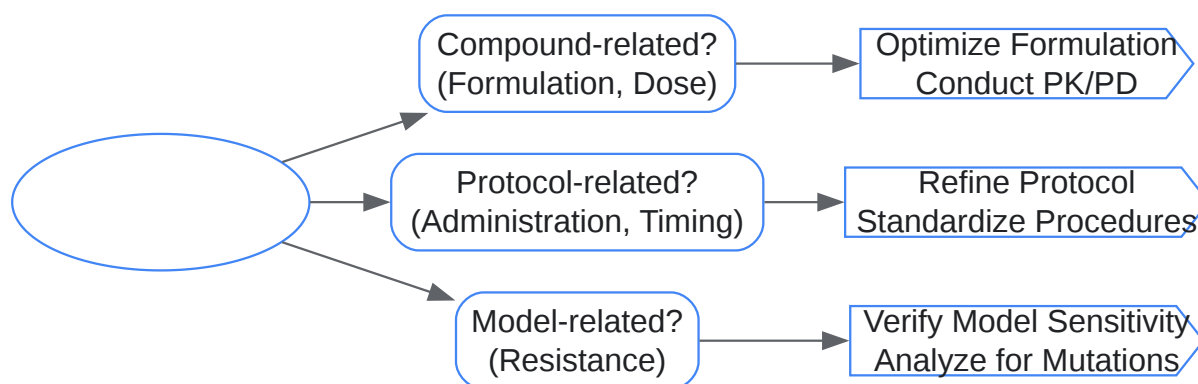 Compound-related?
(Formulation, Dose)
Optimize Formulation
Conduct PK/PD
Protocol-related?
(Administration, Timing)
Refine Protocol
Standardize Procedures
Model-related?
(Resistance)
Verify Model Sensitivity
Analyze for Mutations